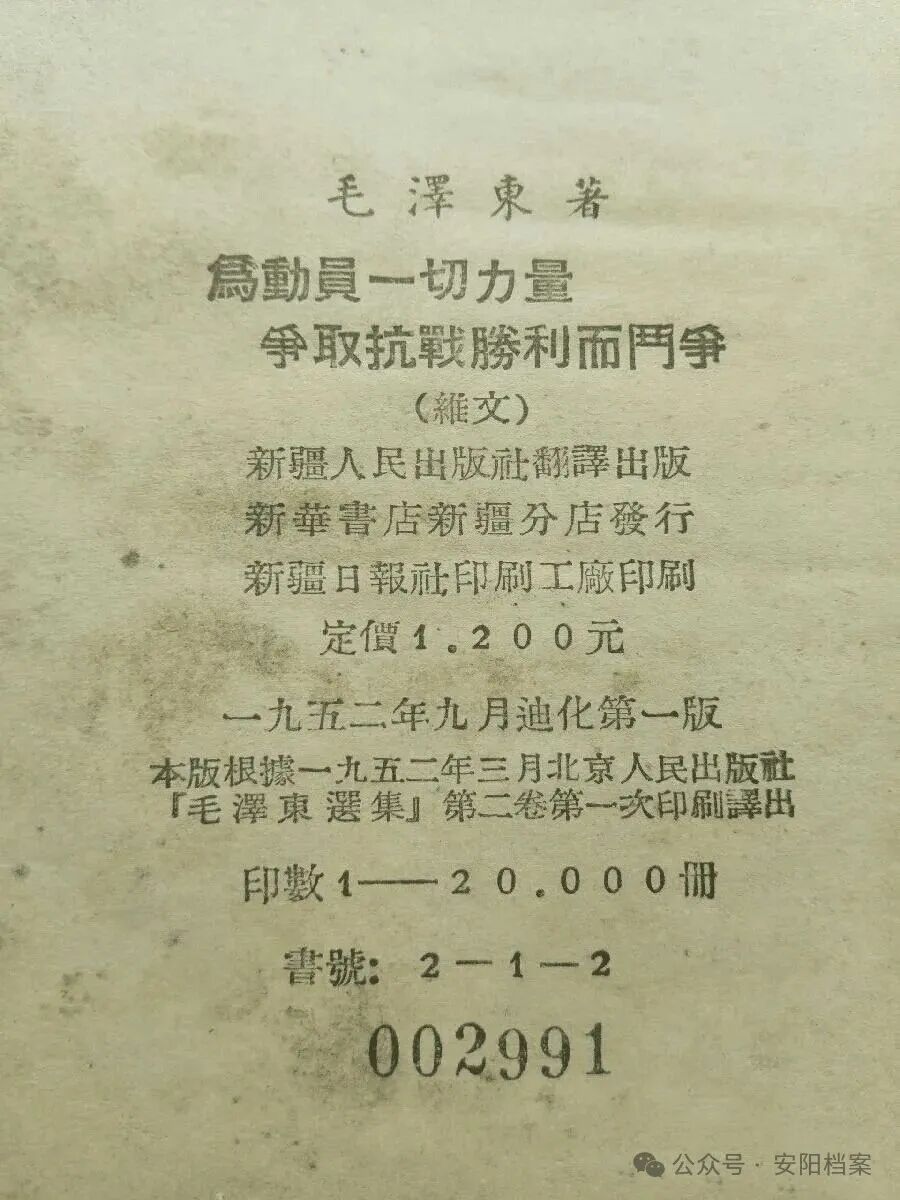 毛澤東著
爲動員一切力量
爭取抗戰勝利而鬥爭
(維文)
新疆人民出版社翻譯出版
新華書店新疆分店發行
新疆日報社印刷工廠印刷
定價1.200元
一九五二年九月迪化第一版
本版根據一九五二年三月北京人民出版社
『毛澤東選集』第二卷第一次印刷譯出
印數1——20.000冊
書號：2—1—2
002991
公众号·安阳档案